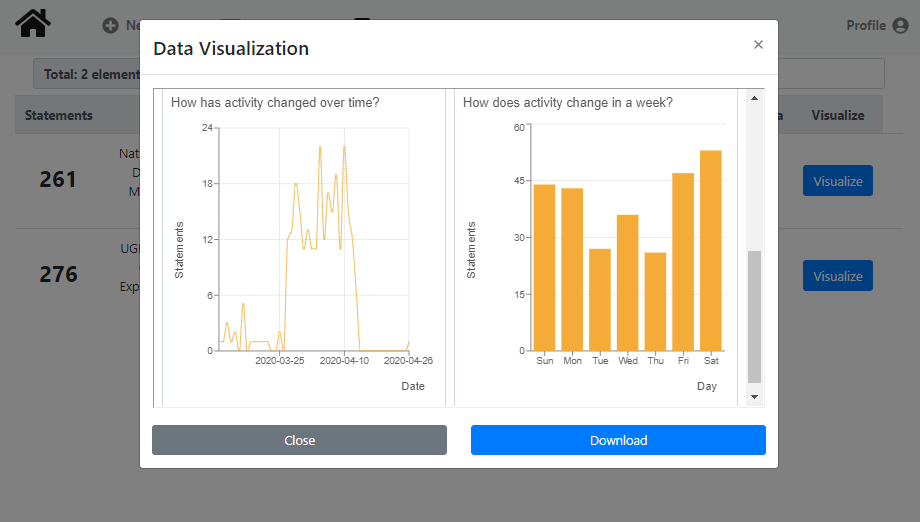 Ne
Profile
Data Visualization
×
Total: 2 element
Statements
a
Visualize
How has activity changed over time?
24
18
12
6
0
Statements
2020-03-25
2020-04-10
2020-04-26
Date
How does activity change in a week?
60
45
30
15
0
Statements
Sun Mon Tue Wed Thu Fri Sat
Day
261
Nat
D
M
Visualize
276
UG
Exp
Visualize
Close
Download